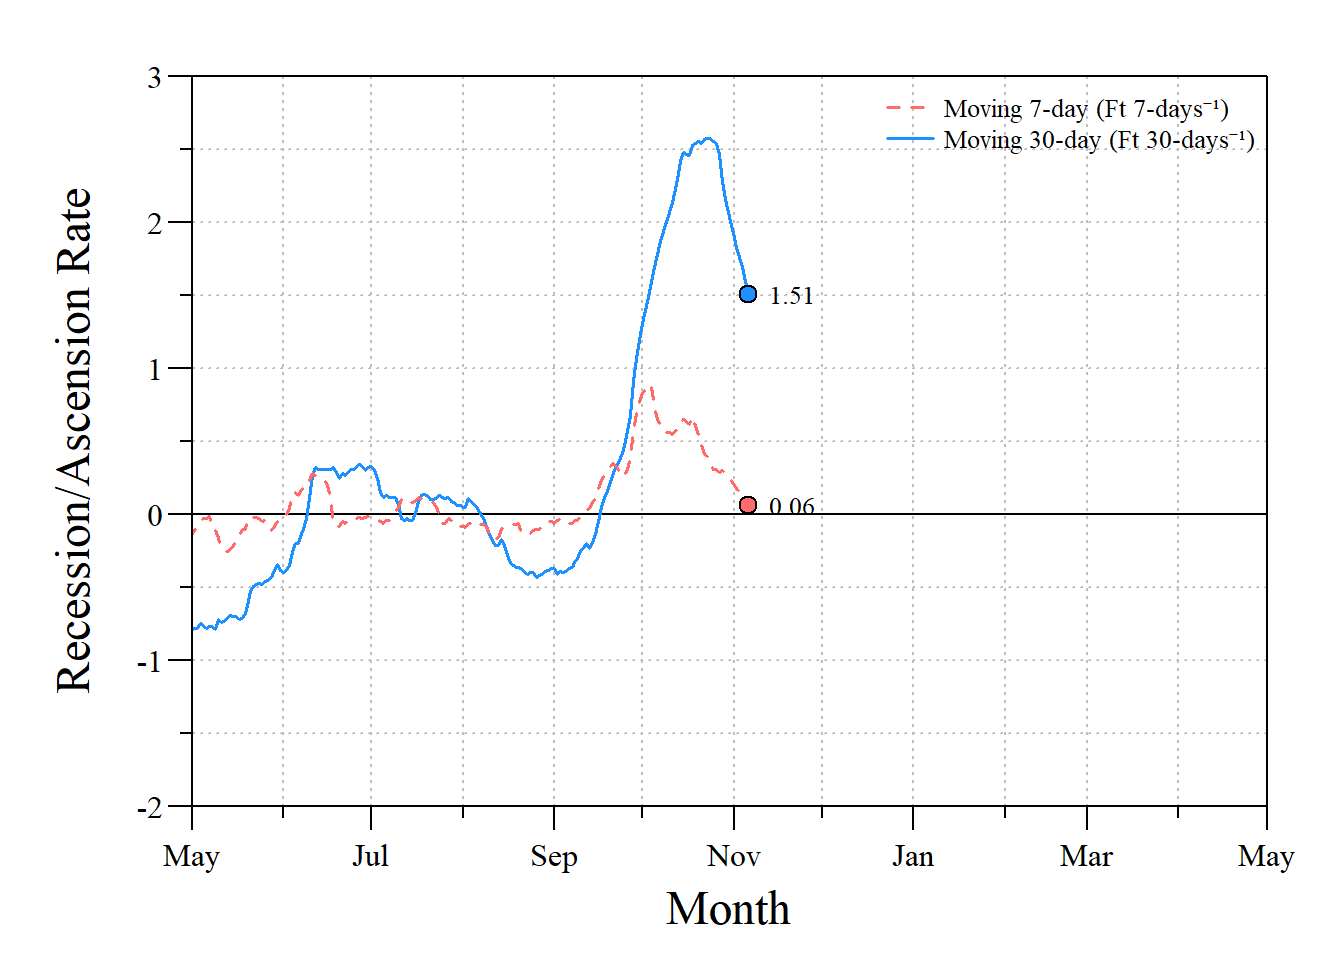 Moving 7-day (Ft 7-days⁻¹)
Moving 30-day (Ft 30-days⁻¹)
Recession/Ascension Rate
3
2
1
0
-1
-2
1.51
0.06
May
Jul
Sep
Nov
Jan
Mar
May
Month